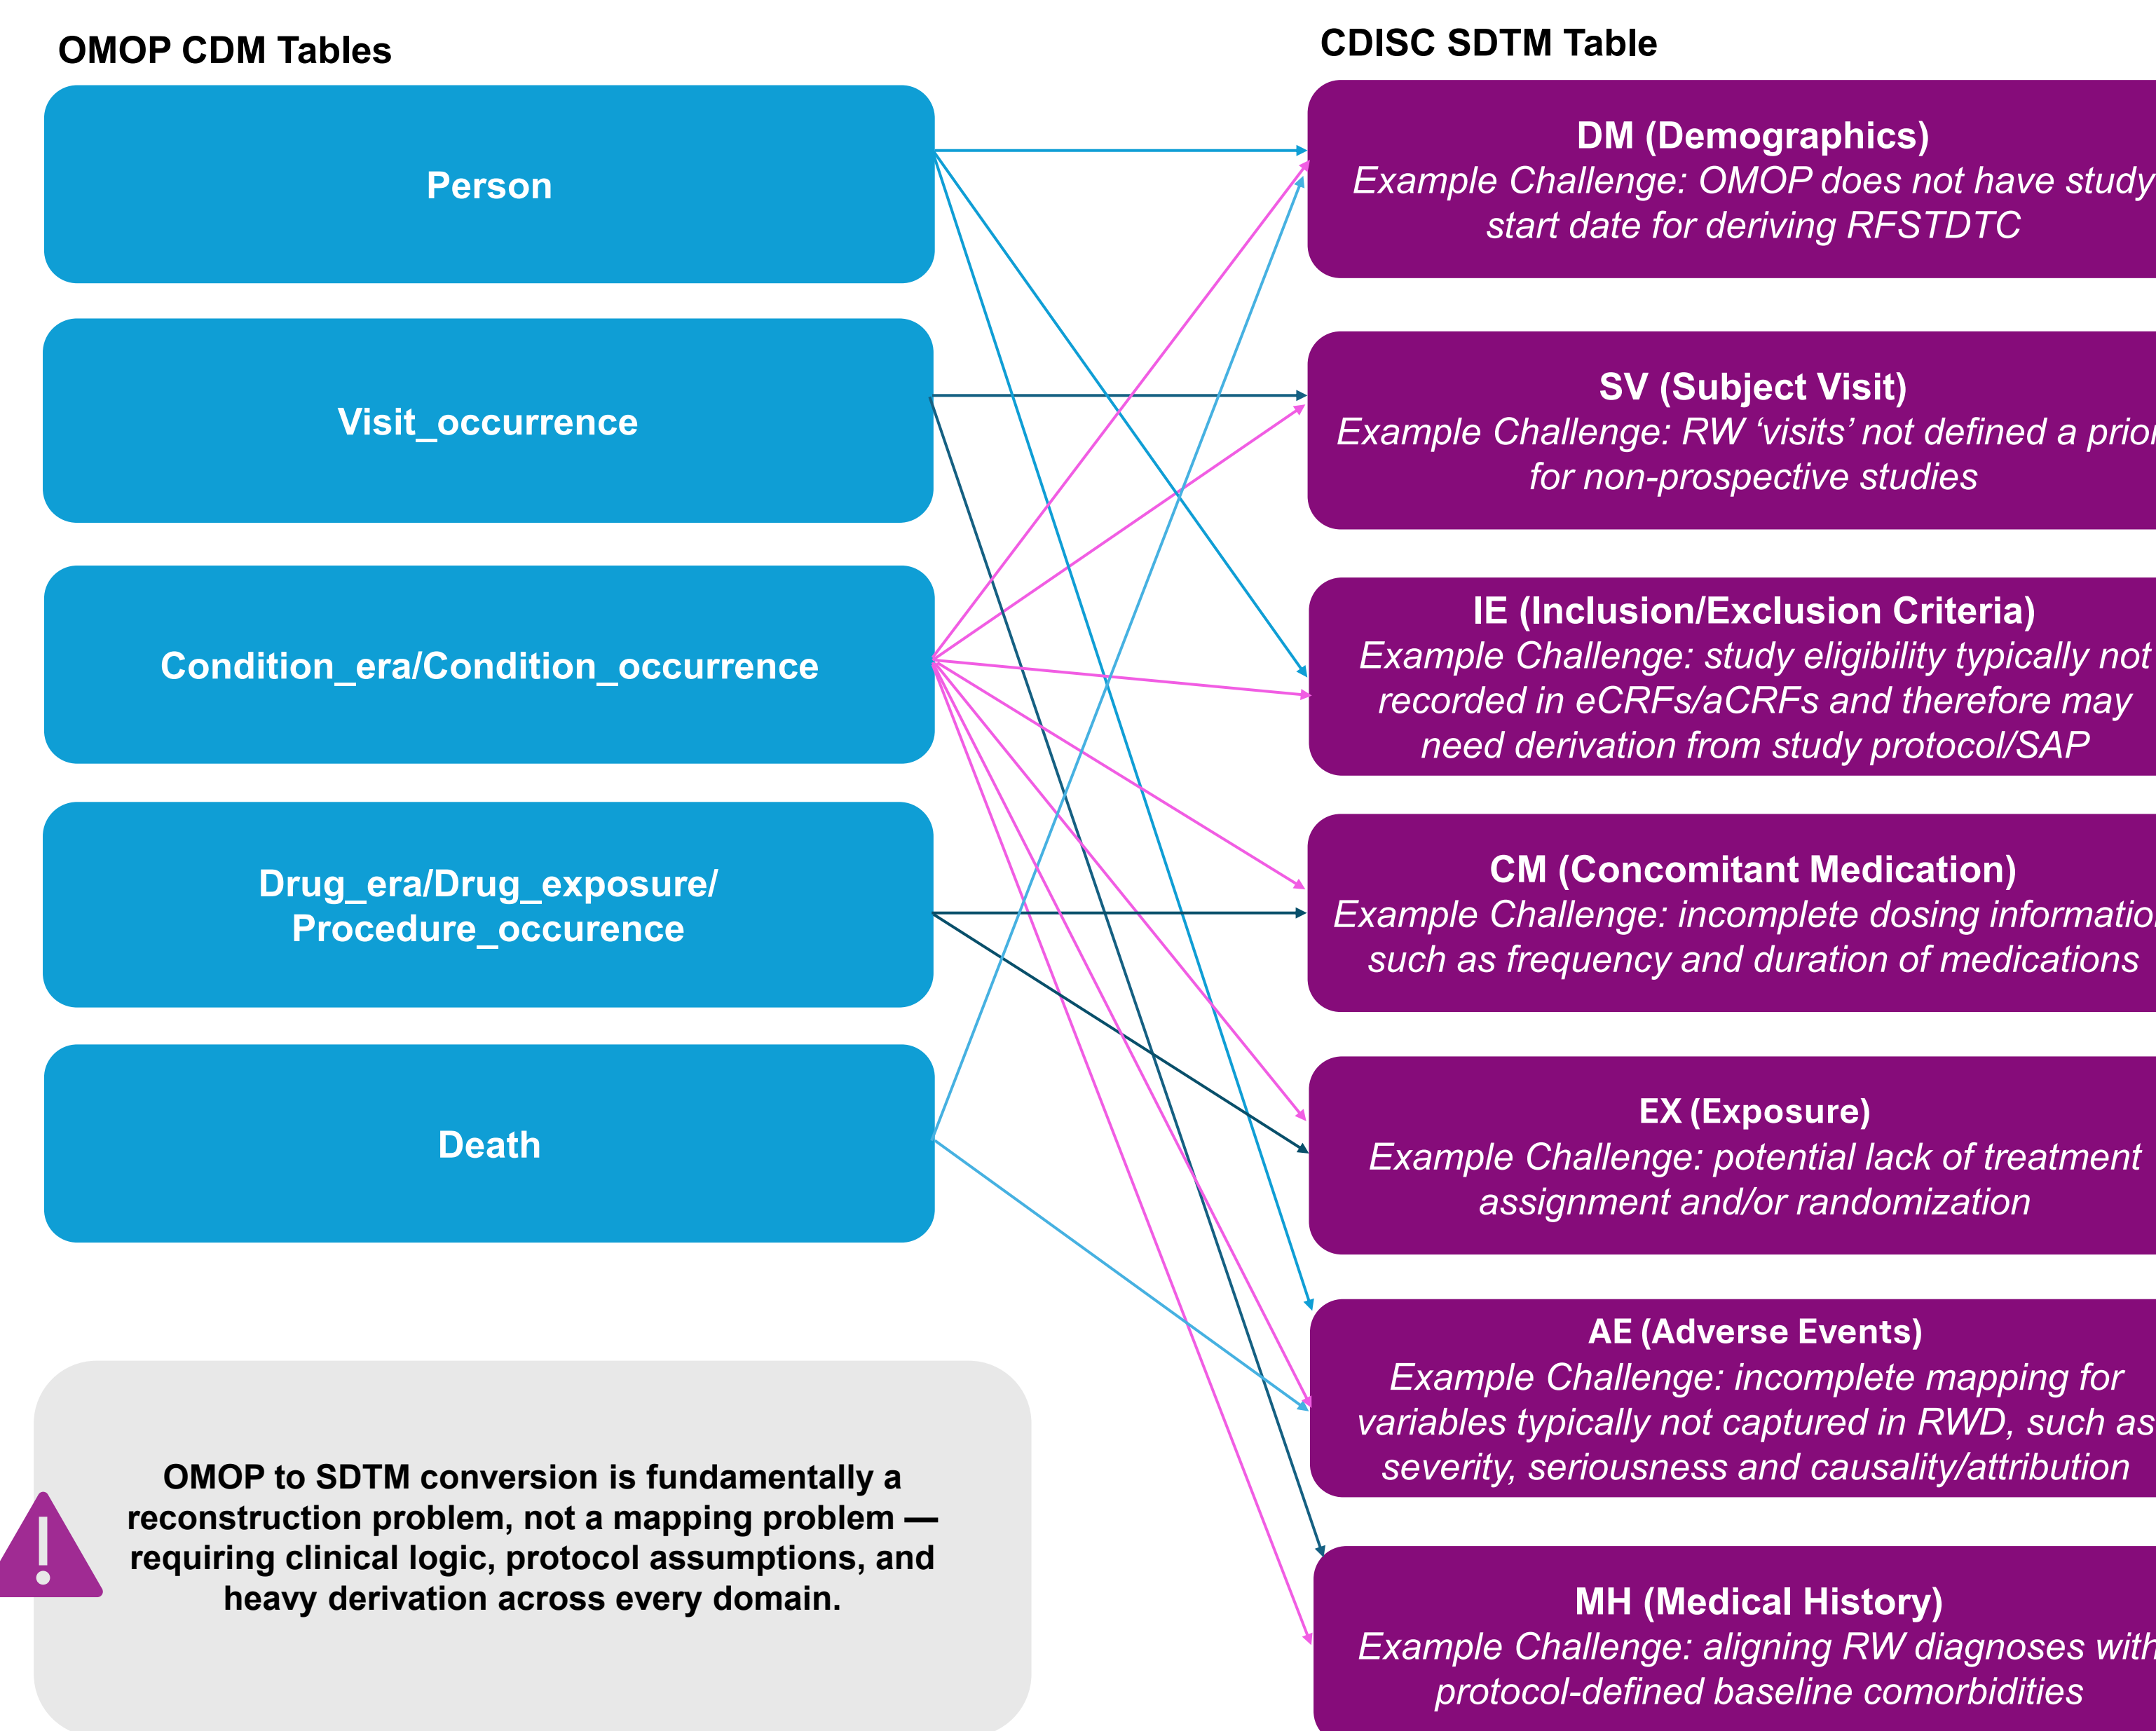 OMOP CDM Tables
Person
Visit_occurrence
Condition_era/Condition_occurrence
Drug_era/Drug_exposure/
Procedure_occurence
Death
OMOP to SDTM conversion is fundamentally a
reconstruction problem, not a mapping problem —
requiring clinical logic, protocol assumptions, and
heavy derivation across every domain.
CDISC SDTM Table
DM (Demographics)
Example Challenge: OMOP does not have study
start date for deriving RFSTDTC
SV (Subject Visit)
Example Challenge: RW ‘visits’ not defined a prior
for non-prospective studies
IE (Inclusion/Exclusion Criteria)
Example Challenge: study eligibility typically not
recorded in eCRFs/aCRFs and therefore may
need derivation from study protocol/SAP
CM (Concomitant Medication)
Example Challenge: incomplete dosing informatio
such as frequency and duration of medications
EX (Exposure)
Example Challenge: potential lack of treatment
assignment and/or randomization
AE (Adverse Events)
Example Challenge: incomplete mapping for
variables typically not captured in RWD, such as
severity, seriousness and causality/attribution
MH (Medical History)
Example Challenge: aligning RW diagnoses with
protocol-defined baseline comorbidities